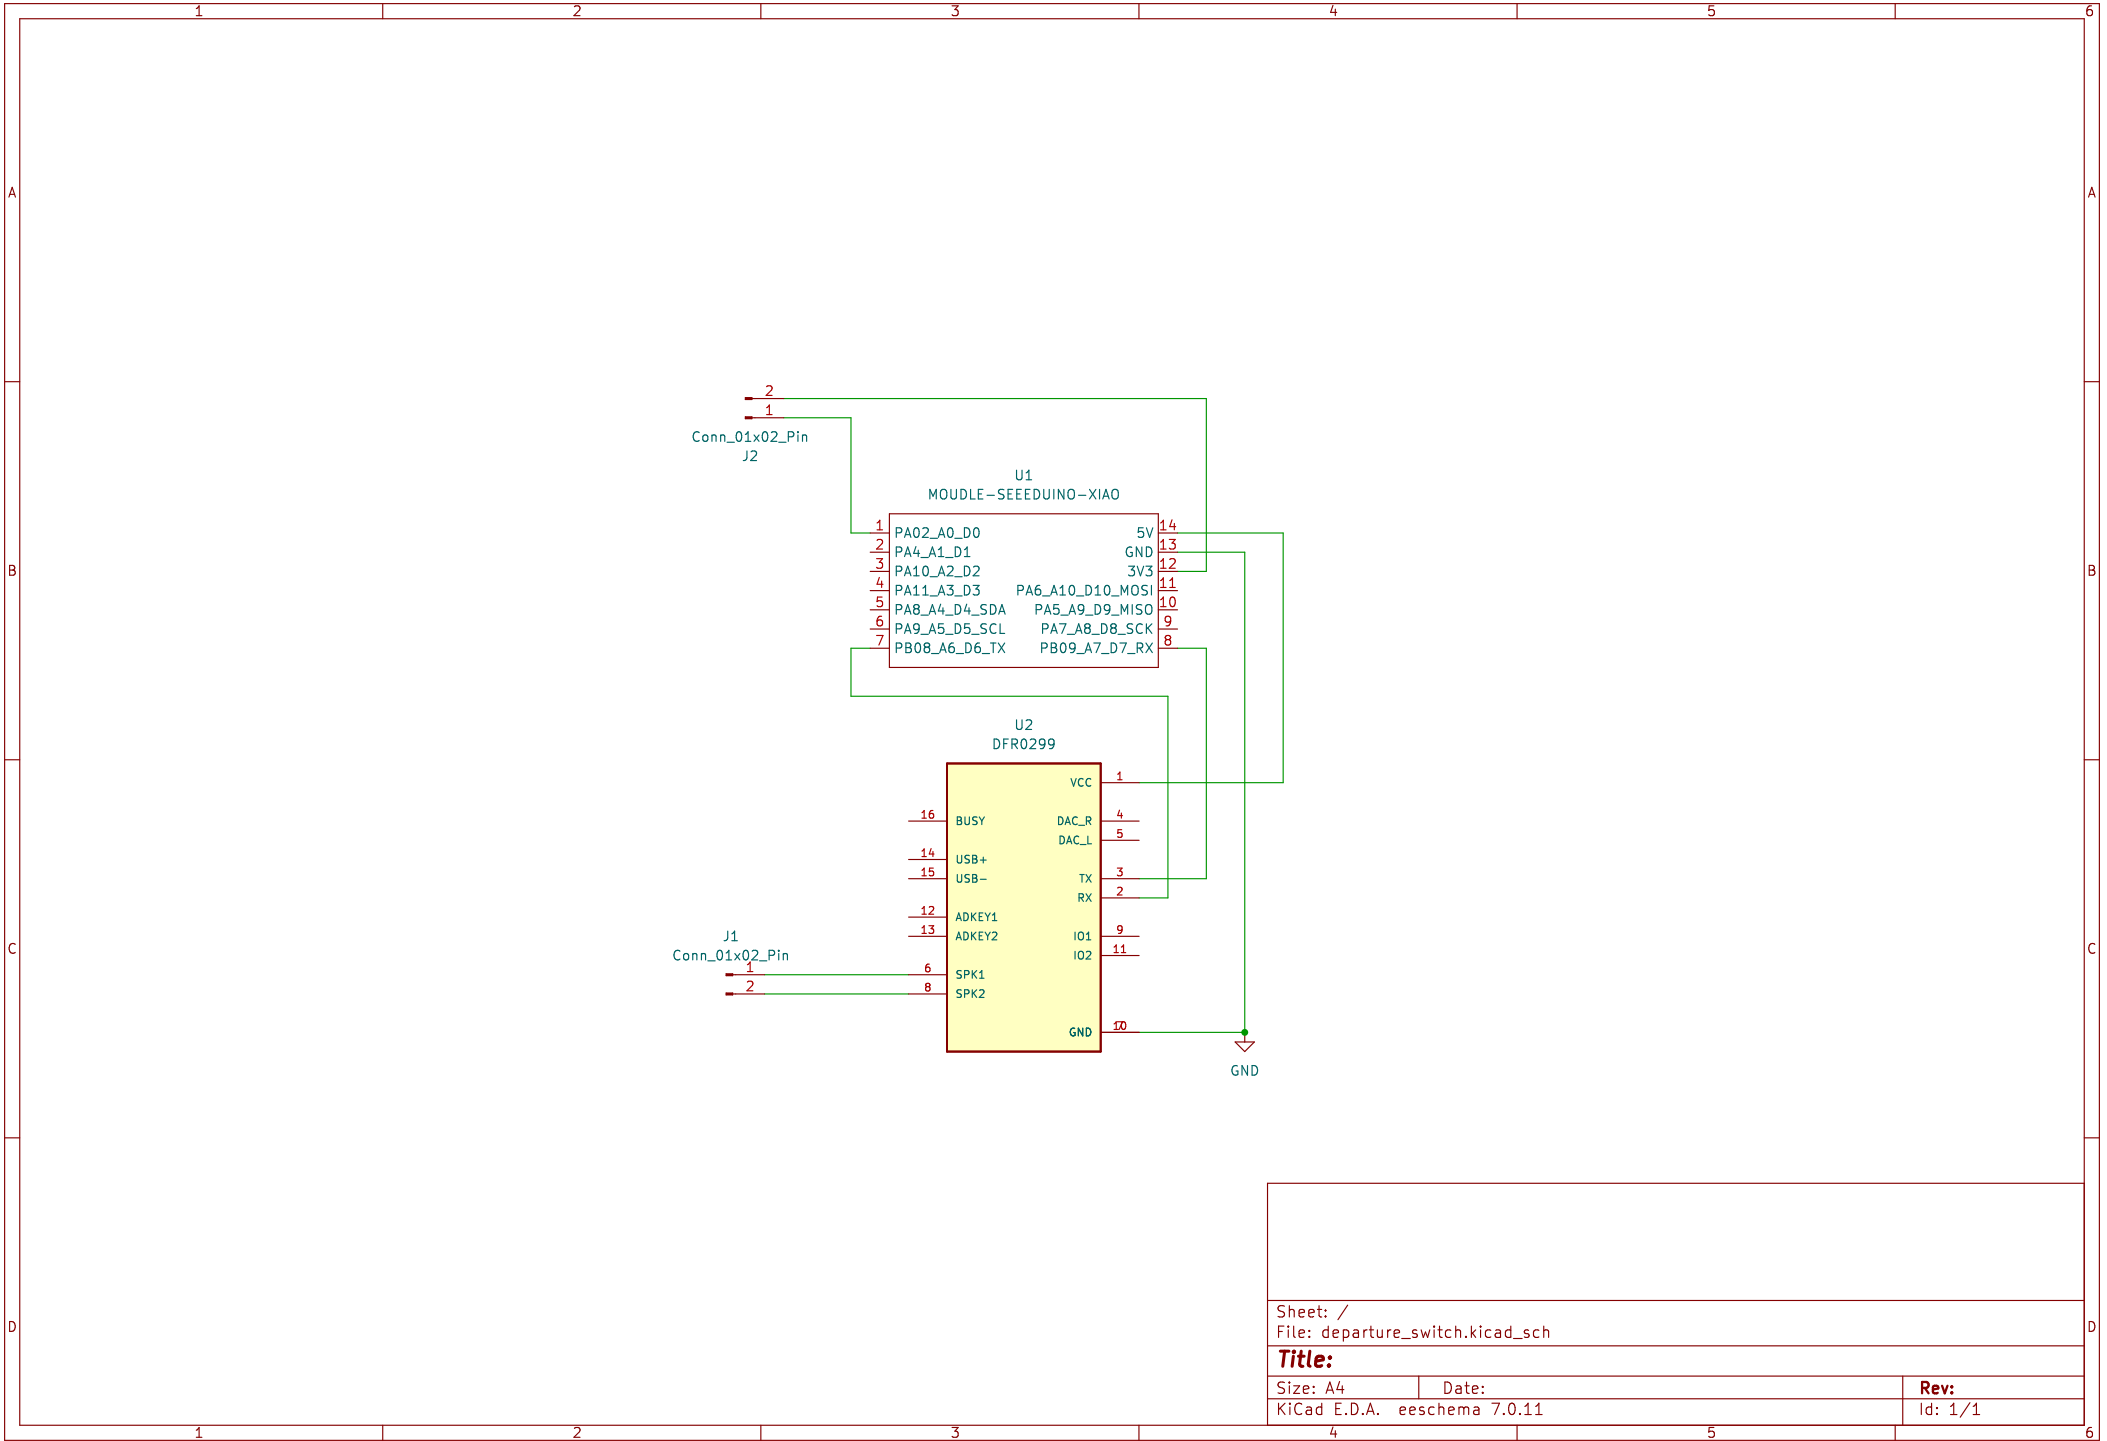 1 2 3 4 5 6
A A
2
1
Conn_01x02_Pin
J2
U1
MOUDLE-SEEEDUINO-XIAO
1 PA02_A0_D0 5V 14
2 PA4_A1_D1 GND 13
3 PA10_A2_D2 3V3 12
B B
4 PA11_A3_D3 PA6_A10_D10_MOSI 11
5 PA8_A4_D4_SDA PA5_A9_D9_MISO 10
6 PA9_A5_D5_SCL PA7_A8_D8_SCK 9
7 PB08_A6_D6_TX PB09_A7_D7_RX 8
U2
DFR0299
VCC 1
16 BUSY DAC_R 4
DAC_L 5
14 USB+
15 USB- TX 3
RX 2
12 ADKEY1
13 ADKEY2 IO1 9
J1
C C
Conn_01x02_Pin IO2 11
1 6 SPK1
2 8 SPK2
GND 10 7
GND
Sheet: /
D D
File: departure_switch.kicad_sch
Title:
Size: A4 Date: Rev:
KiCad E.D.A. eeschema 7.0.11 Id: 1/1
1 2 3 4 5 6